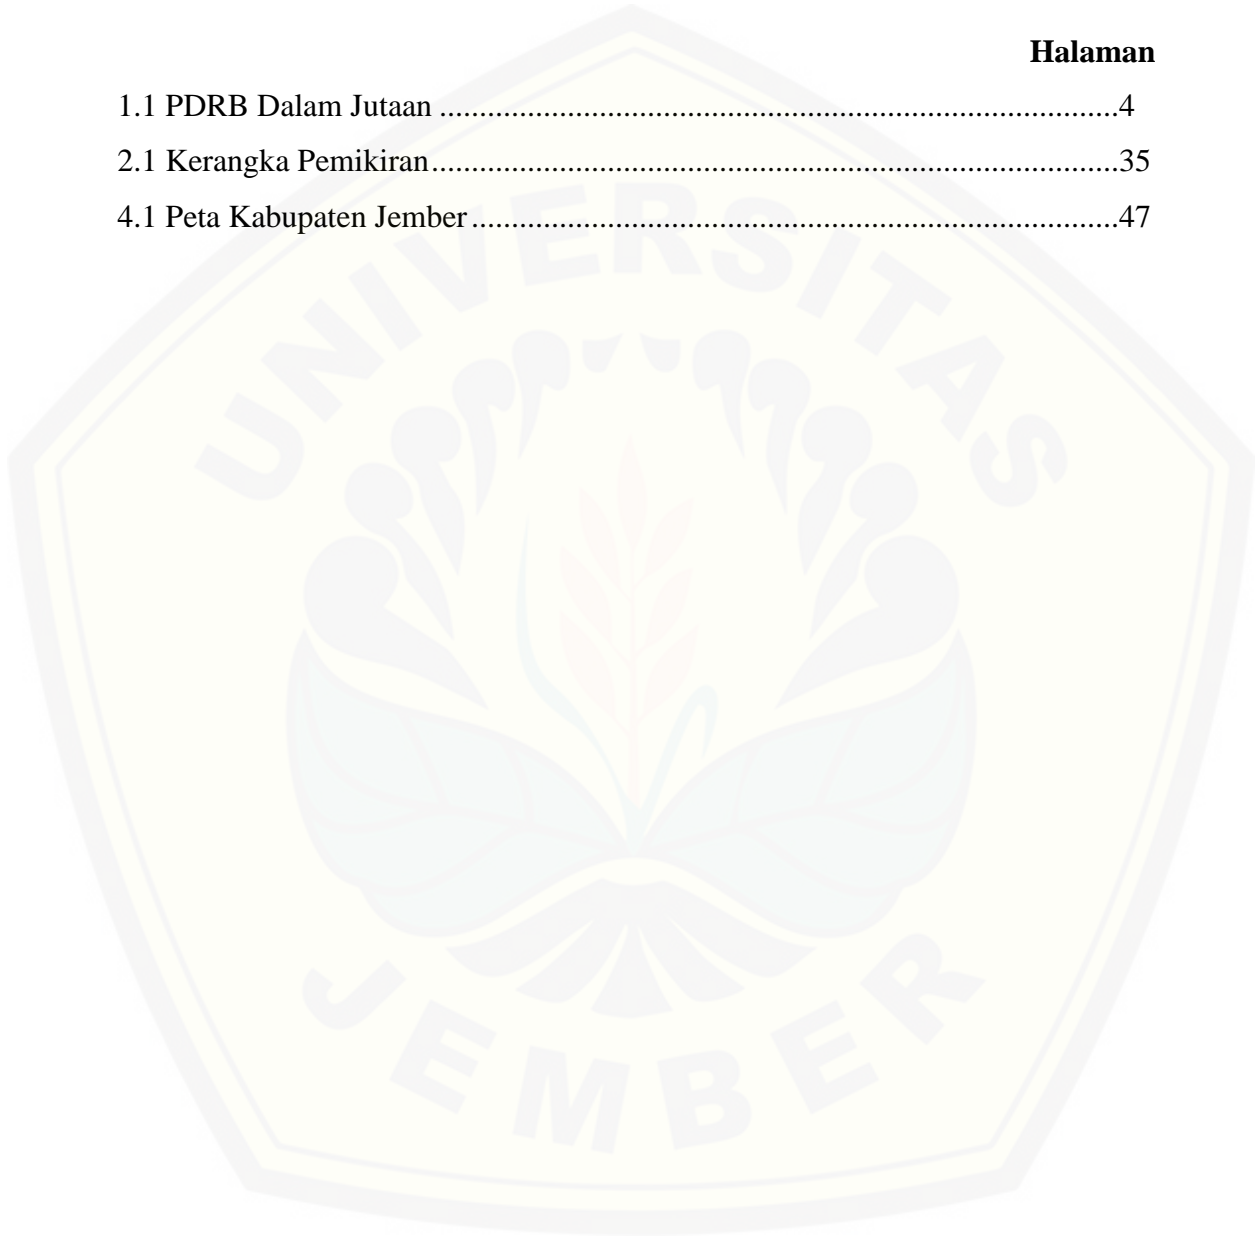 Halaman
1.1 PDRB Dalam Jutaan .....................................................................................4
2.1 Kerangka Pemikiran......................................................................................35
4.1 Peta Kabupaten Jember .................................................................................47
UNIVERSITAS
JEMBER